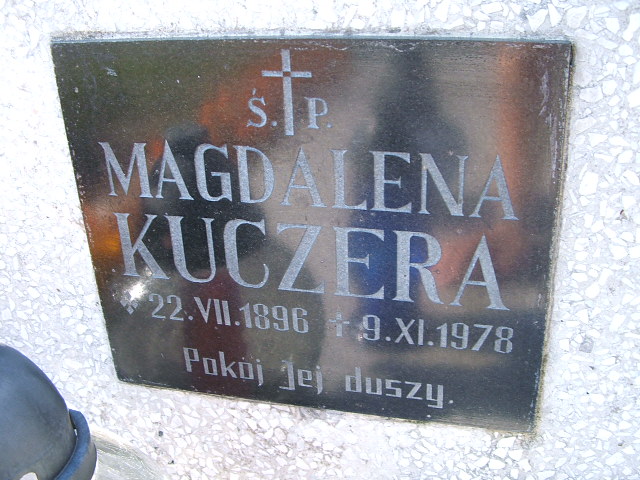 Ś. P.
MAGDALENA
KUCZERA
* 22.VII.1896 + 9.XI.1978
Pokój jej duszy.